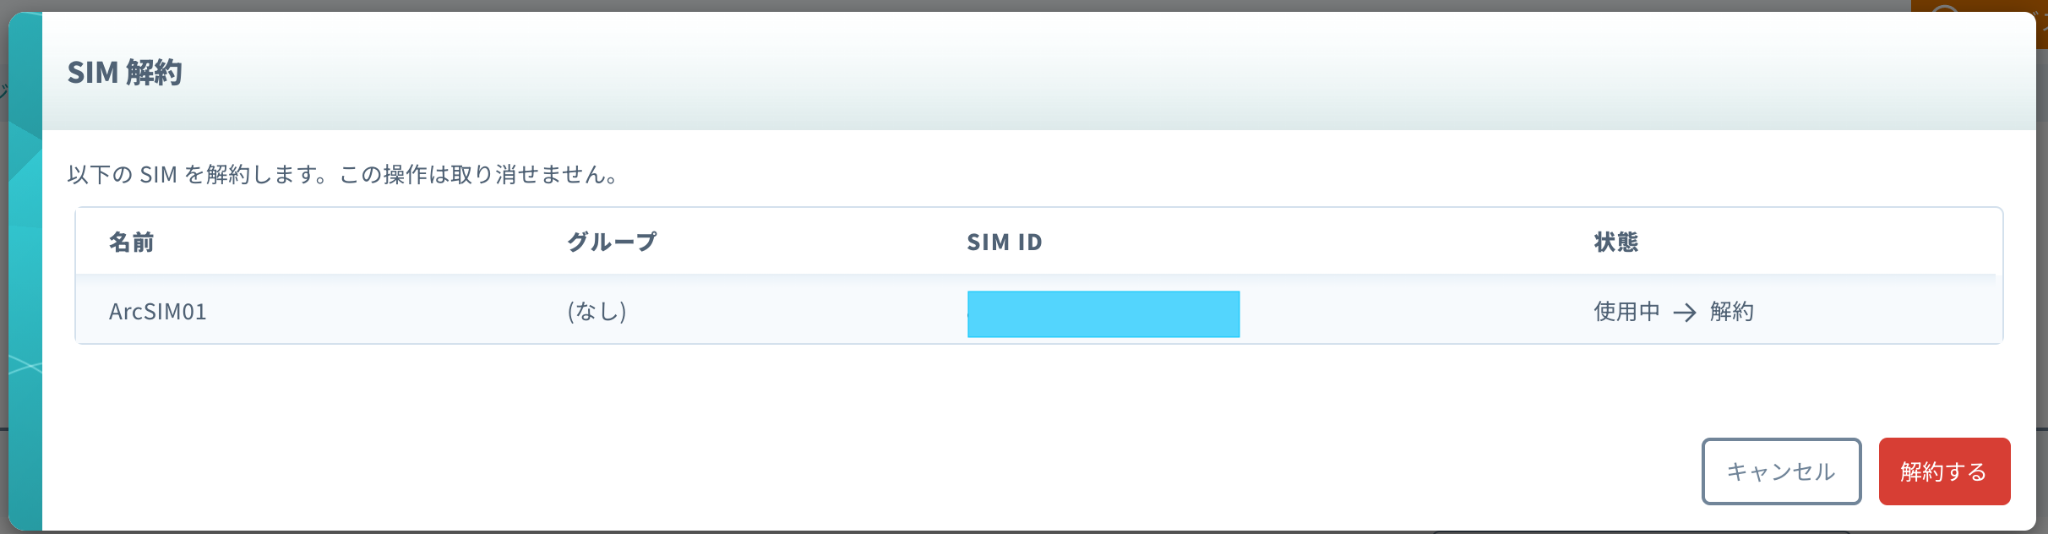 SIM 解約
以下の SIM を解約します。この操作は取り消せません。
名前 グループ SIM ID 状態
ArcSIM01 (なし) 使用中 → 解約
キャンセル 解約する